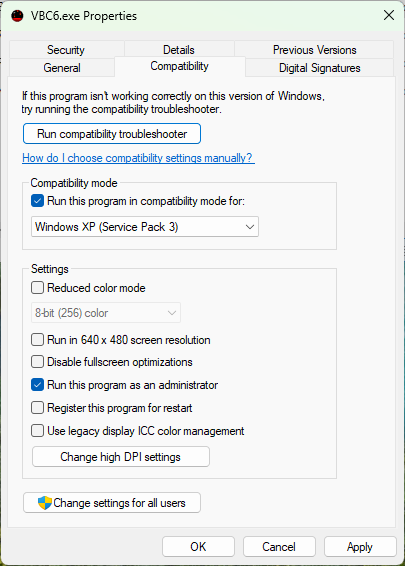 VBC6.exe Properties
Security Details Previous Versions
General Compatibility Digital Signatures
If this program isn't working correctly on this version of Windows,
try running the compatibility troubleshooter.
Run compatibility troubleshooter
How do I choose compatibility settings manually?
Compatibility mode
Run this program in compatibility mode for:
Windows XP (Service Pack 3)
Settings
Reduced color mode
8-bit (256) color
Run in 640 x 480 screen resolution
Disable fullscreen optimizations
Run this program as an administrator
Register this program for restart
Use legacy display ICC color management
Change high DPI settings
Change settings for all users
OK Cancel Apply